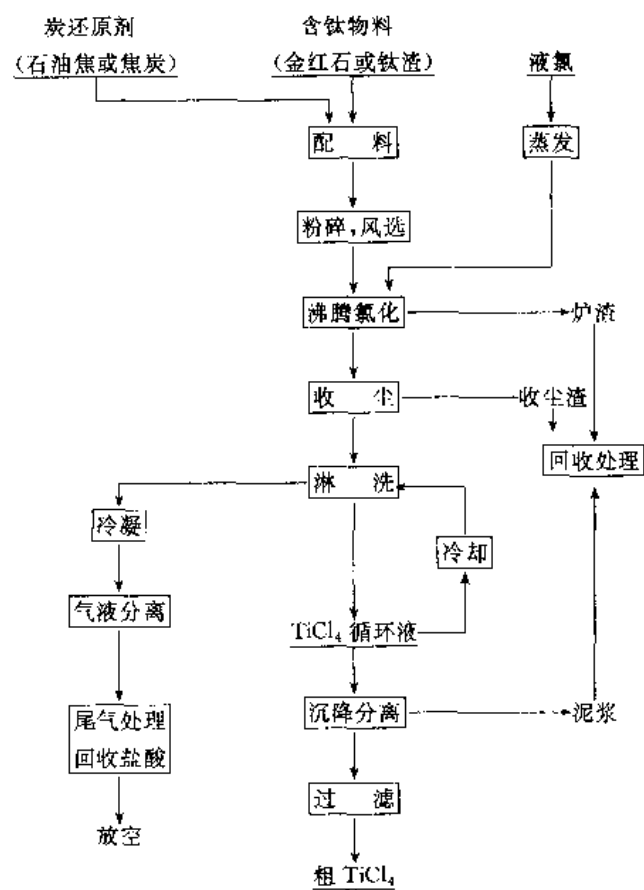 炭还原剂
(石油焦或焦炭)
含钛物料
(金红石或钛渣)
液氯
配 料
蒸发
粉碎,风选
沸腾氯化
炉渣
收 尘
收尘渣
回收处理
淋 洗
冷凝
冷却
气液分离
TiCl₄ 循环液
沉降分离
泥浆
尾气处理
回收盐酸
过 滤
放空
粗 TiCl₄